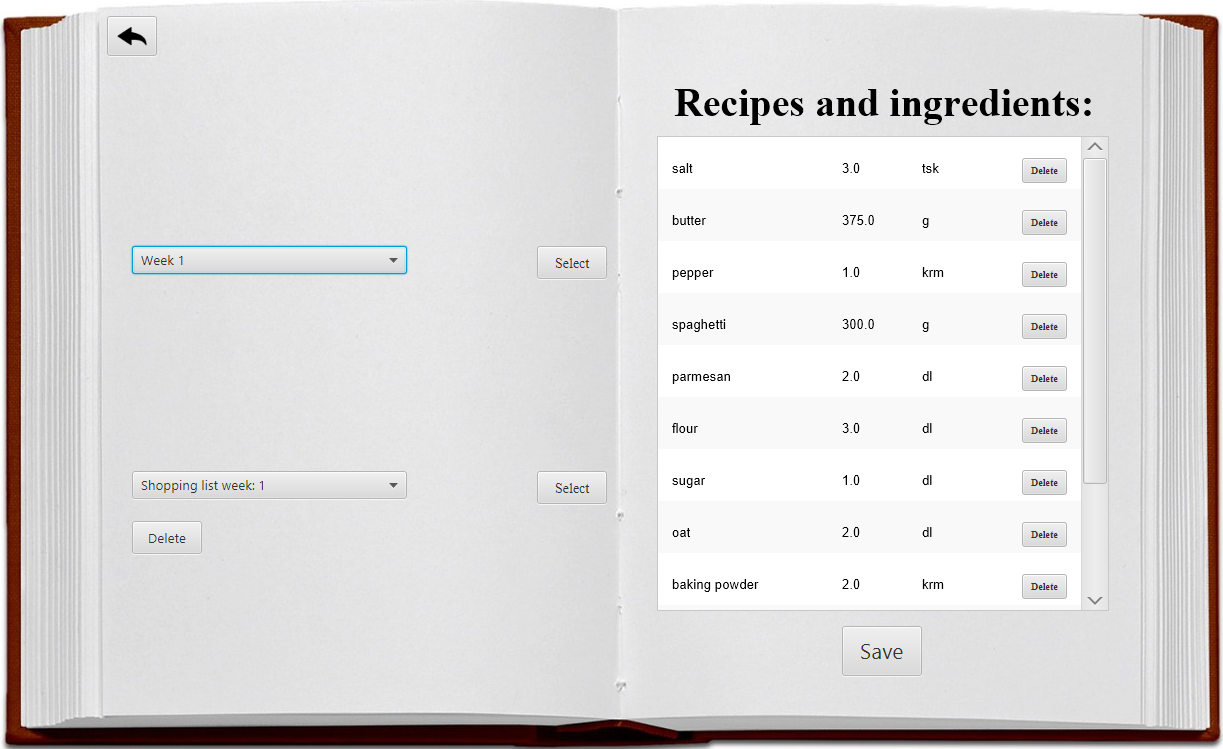 Week 1
Select
Shopping list week: 1
Select
Delete
Recipes and ingredients:
salt 3.0 tsk Delete
butter 375.0 g Delete
pepper 1.0 krm Delete
spaghetti 300.0 g Delete
parmesan 2.0 dl Delete
flour 3.0 dl Delete
sugar 1.0 dl Delete
oat 2.0 dl Delete
baking powder 2.0 krm Delete
Save